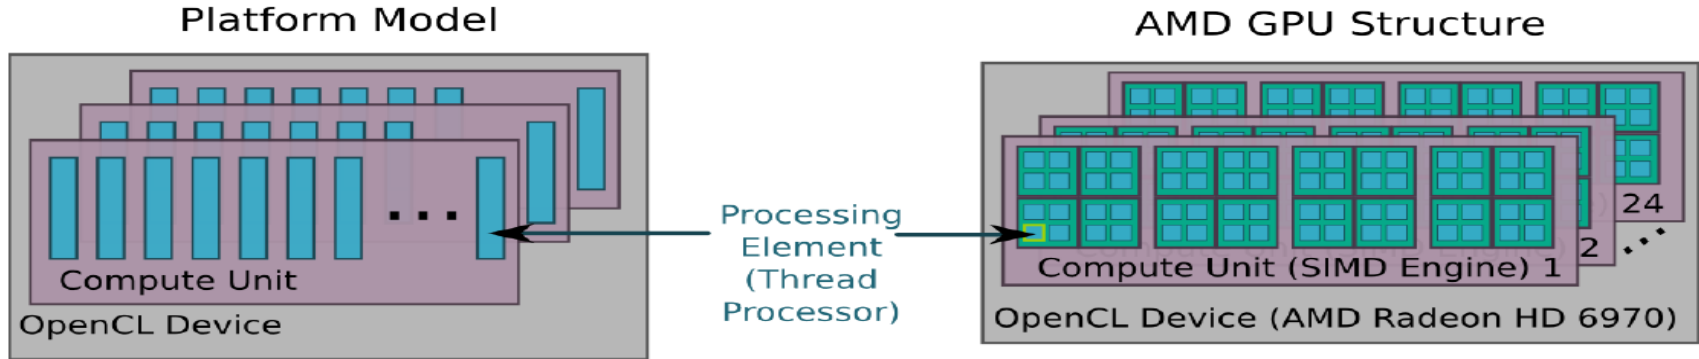 Platform Model
Compute Unit
OpenCL Device
Processing
Element
(Thread
Processor)
AMD GPU Structure
24
2
Compute Unit (SIMD Engine) 1
OpenCL Device (AMD Radeon HD 6970)